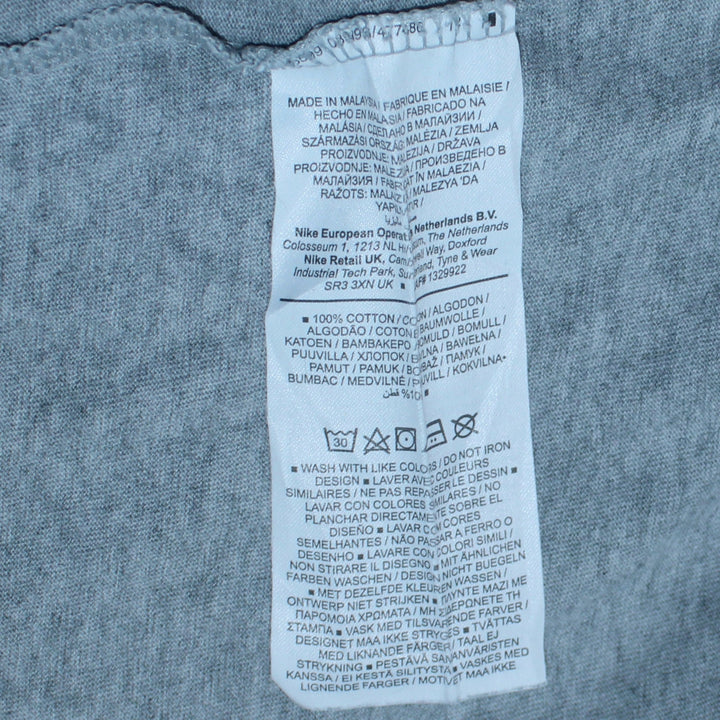 MADE IN MALAYSIA / FABRIQUE EN MALAISIE /
HECHO EN MALASIA / FABRICADO NA
MALÁSIA / СДЕЛАНО В МАЛАЙЗИИ /
SZÁRMAZÁSI ORSZÁG: MALÉZIA / ZEMLJA
PROIZVODNJE: MALEZIJA / DRŽAVA
PROIZVODNJE: MALEZIJA / ПРОИЗВЕДЕНО В
МАЛАЙЗИЯ / FABRICAT ÎN MALAEZIA /
RAŽOTS: MALAIZIJĀ / MALEZYA 'DA
YAPILMIŞTIR /
Nike European Operat Netherlands B.V.
Colosseum 1, 1213 NL The Netherlands
Nike Retail UK, Way, Doxford
Industrial Tech Park, Tyne & Wear
SR3 3XN UK ■ AF# 1329922
■ 100% COTTON / COTON / ALGODON /
ALGODÃO / COTONE / BAUMWOLLE /
KATOEN / ΒΑΜΒΑΚΕΡΟ / BOMULD / BOMULL /
PUUVILLA / ХЛОПОК / BAVLNA / BAWEŁNA /
PAMUT / PAMUK / ПАМУК /
BUMBAC / MEDVILNĖ / PUUVILL / KOKVILNA
30
■ WASH WITH LIKE COLORS / DO NOT IRON
DESIGN ■ LAVER AVEC COULEURS
SIMILAIRES / NE PAS REPASSER LE DESSIN ■
LAVAR CON COLORES SIMILARES / NO
PLANCHAR DIRECTAMENTE SOBRE EL
DISEÑO ■ LAVAR COM CORES
SEMELHANTES / NÃO PASSAR A FERRO O
DESENHO ■ LAVARE CON COLORI SIMILI /
NON STIRARE IL DISEGNO ■ MIT ÄHNLICHEN
FARBEN WASCHEN / DESIGN NICHT BUEGELN
■ MET DEZELFDE KLEUREN WASSEN /
ONTWERP NIET STRIJKEN ■ ΠΛΥΝΤΕ ΜΑΖΙ ΜΕ
ΠΑΡΟΜΟΙΑ ΧΡΩΜΑΤΑ / ΜΗ ΣΙΔΕΡΩΝΕΤΕ ΤΗ
ΣΤΑΜΠΑ ■ VASK MED TILSVARENDE FARVER /
DESIGNET MAA IKKE STRYGES ■ TVÄTTAS
MED LIKNANDE FÄRGER / TAAL EJ
STRYKNING ■ PESTÄVÄ SAMANVÄRISTEN
KANSSA / EI KESTÄ SILITYSTÄ ■ VASKES MED
LIGNENDE FARGER / MOTIVET MAA IKKE